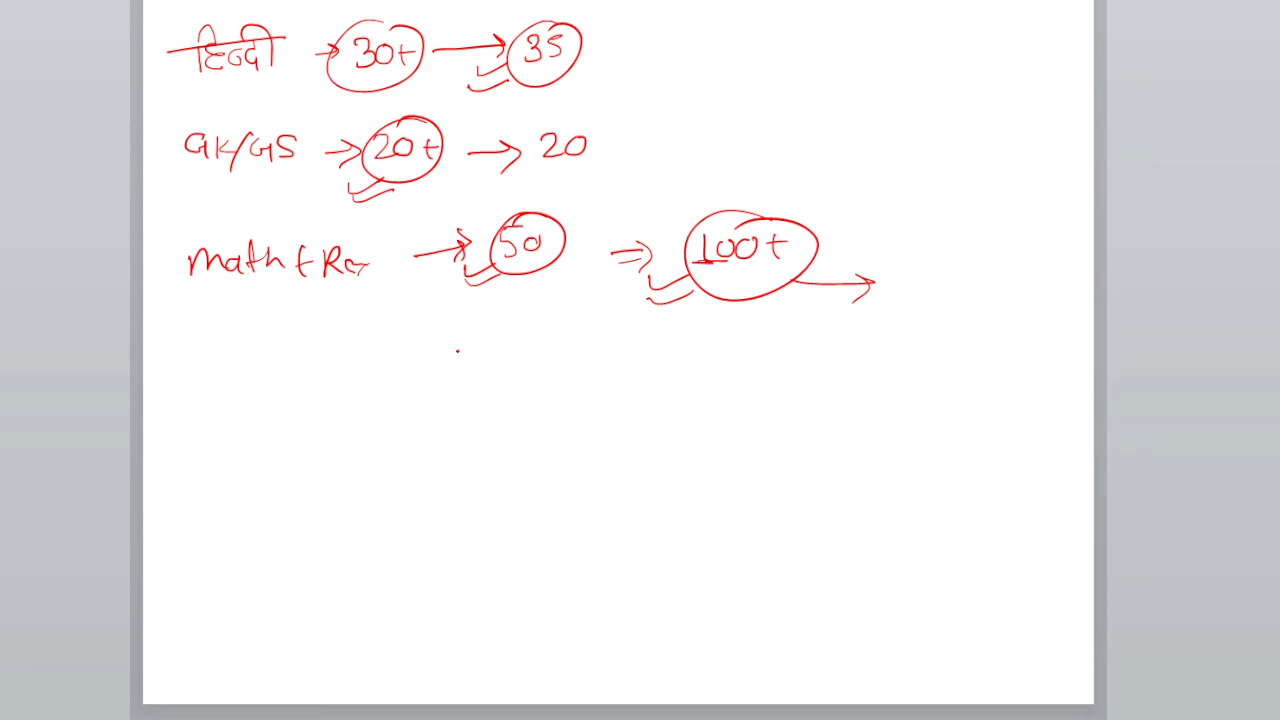 हिन्दी → 30+ → 35
GK/GS → 20+ → 20
math + Re → 50 ⇒ 100+ →